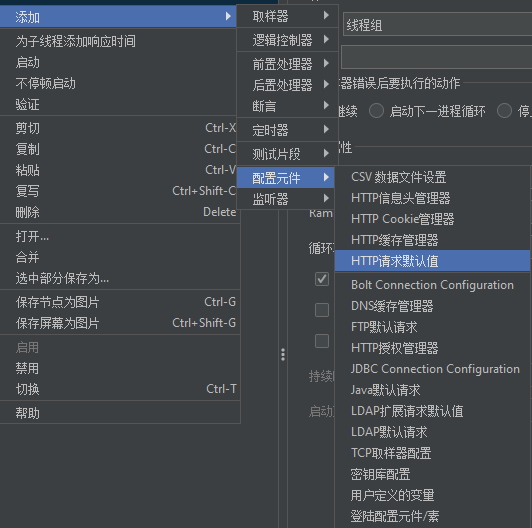 添加
为子线程添加响应时间
启动
不停顿启动
验证
剪切 Ctrl-X
复制 Ctrl-C
粘贴 Ctrl-V
复写 Ctrl+Shift-C
删除 Delete
打开...
合并
选中部分保存为...
保存节点为图片 Ctrl-G
保存屏幕为图片 Ctrl+Shift-G
启用
禁用
切换 Ctrl-T
帮助
取样器
逻辑控制器
前置处理器
后置处理器
断言
定时器
测试片段
配置元件
监听器
线程组
器错误后要执行的动作
继续 启动下一进程循环 停
性
Ram
循环
持续
启动
CSV 数据文件设置
HTTP信息头管理器
HTTP Cookie管理器
HTTP缓存管理器
HTTP请求默认值
Bolt Connection Configuration
DNS缓存管理器
FTP默认请求
HTTP授权管理器
JDBC Connection Configuration
Java默认请求
LDAP扩展请求默认值
LDAP默认请求
TCP取样器配置
密钥库配置
用户定义的变量
登陆配置元件/素